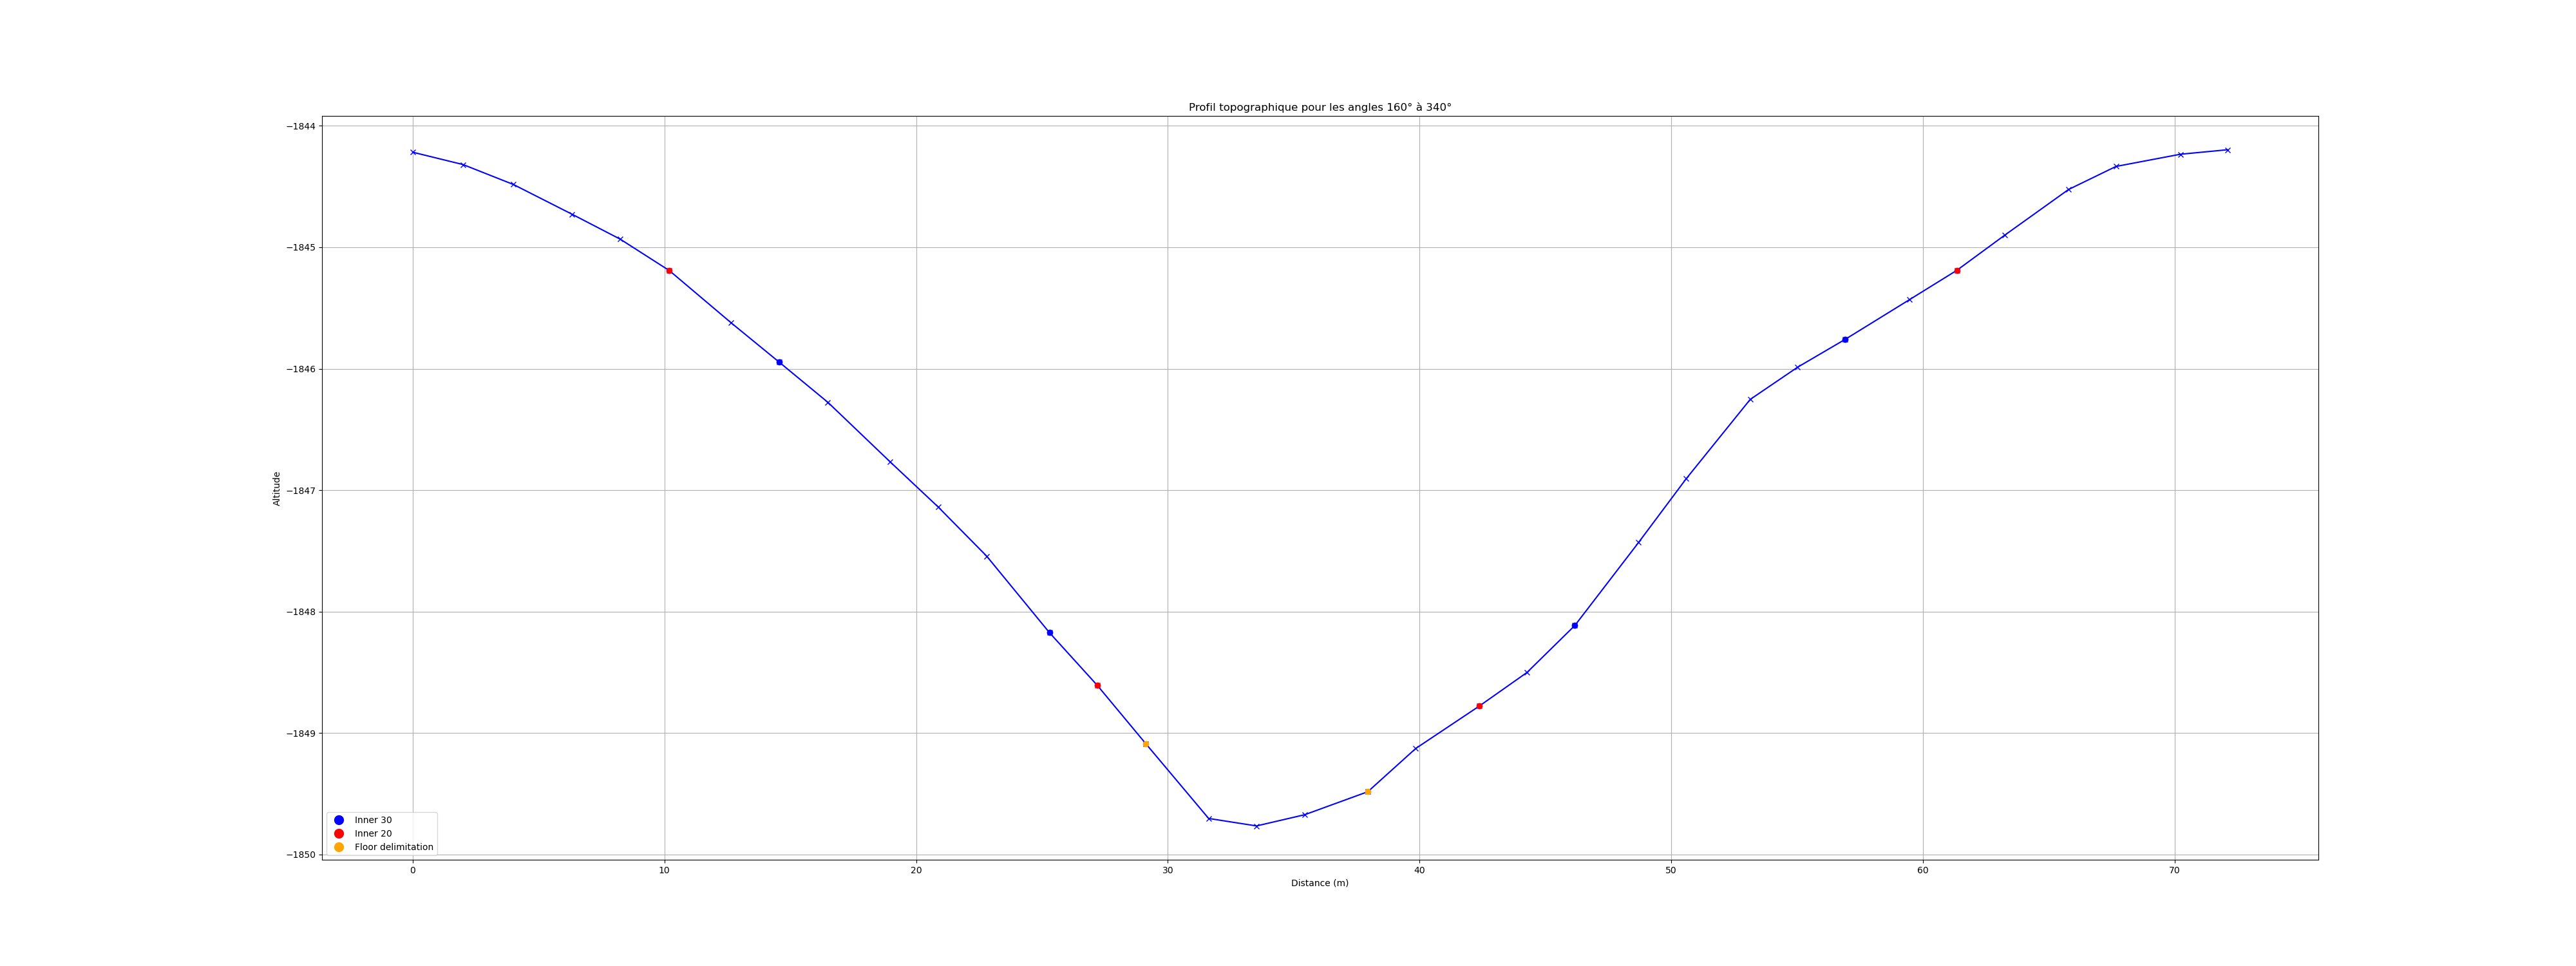 Profil topographique pour les angles 160° à 340°
−1844
−1845
−1846
−1847
−1848
−1849
−1850
Altitude
Inner 30
Inner 20
Floor delimitation
0 10 20 30 40 50 60 70
Distance (m)